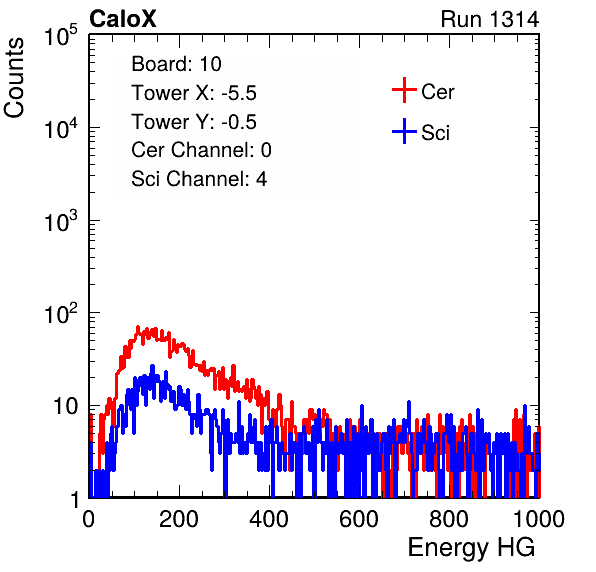 CaloX Run 1314
Counts
Board: 10
Tower X: -5.5
Tower Y: -0.5
Cer Channel: 0
Sci Channel: 4
Cer
Sci
10^5
10^4
10^3
10^2
10
1
0 200 400 600 800 1000
Energy HG